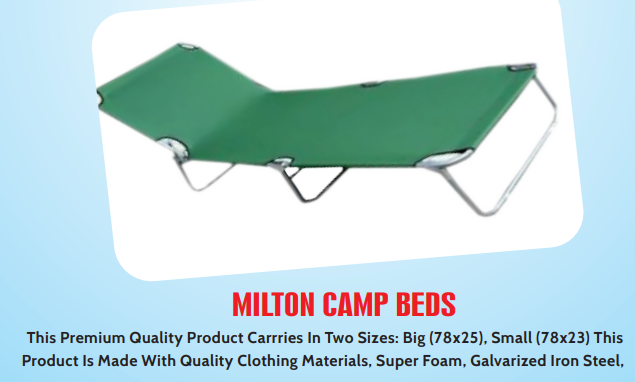 MILTON CAMP BEDS
This Premium Quality Product Carrries In Two Sizes: Big (78x25), Small (78x23) This
Product Is Made With Quality Clothing Materials, Super Foam, Galvarized Iron Steel,